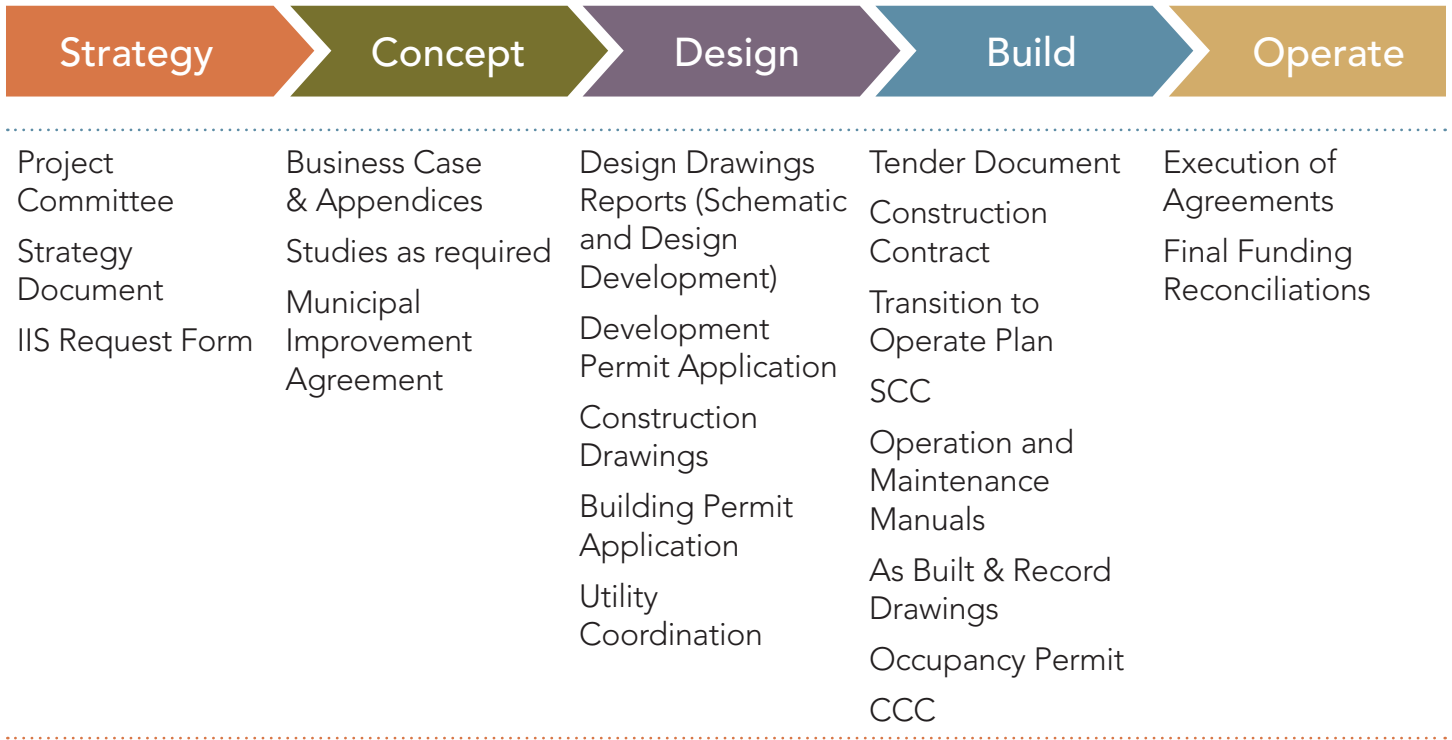 Strategy
Concept
Design
Build
Operate
Project
Committee
Strategy
Document
IIS Request Form
Business Case
& Appendices
Studies as required
Municipal
Improvement
Agreement
Design Drawings
Reports (Schematic
and Design
Development)
Development
Permit Application
Construction
Drawings
Building Permit
Application
Utility
Coordination
Tender Document
Construction
Contract
Transition to
Operate Plan
SCC
Operation and
Maintenance
Manuals
As Built & Record
Drawings
Occupancy Permit
CCC
Execution of
Agreements
Final Funding
Reconciliations